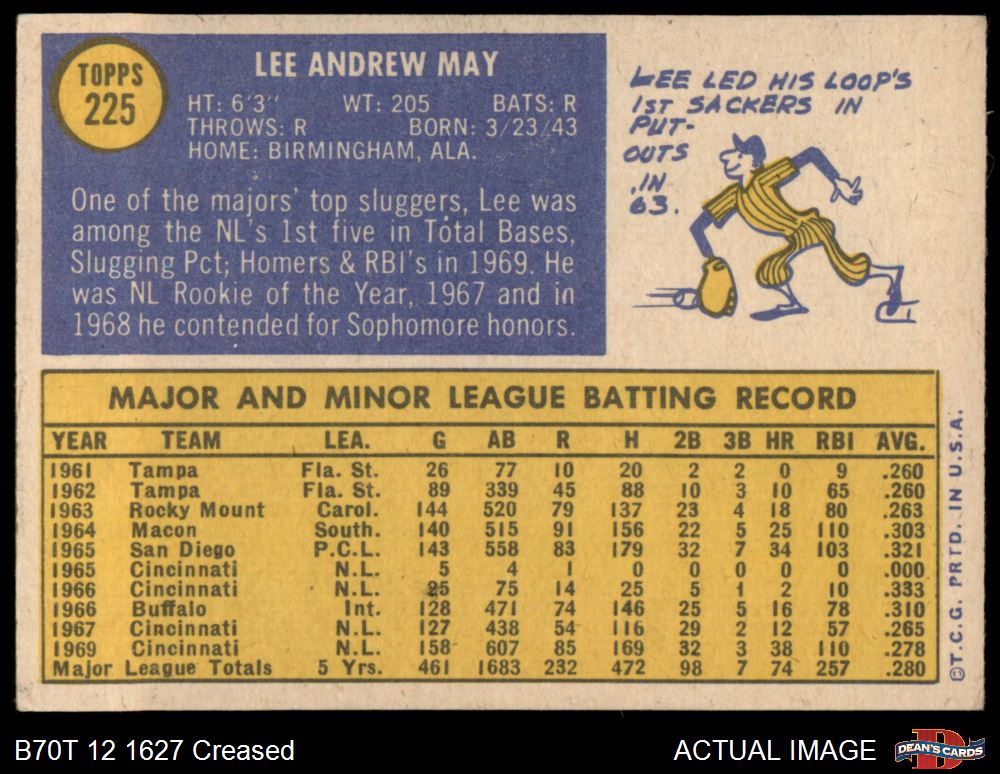 TOPPS
225
LEE ANDREW MAY
HT: 6'3" WT: 205 BATS: R
THROWS: R BORN: 3/23/43
HOME: BIRMINGHAM, ALA.
One of the majors' top sluggers, Lee was
among the NL's 1st five in Total Bases,
Slugging Pct; Homers & RBI's in 1969. He
was NL Rookie of the Year, 1967 and in
1968 he contended for Sophomore honors.
LEE LED HIS LOOP'S
1ST SACKERS IN
PUT-
OUTS
IN
63.
MAJOR AND MINOR LEAGUE BATTING RECORD
YEAR TEAM LEA. G AB R H 2B 3B HR RBI AVG.
1961 Tampa Fla. St. 26 77 10 20 2 2 0 9 .260
1962 Tampa Fla. St. 89 339 45 88 10 3 10 65 .260
1963 Rocky Mount Carol. 144 520 79 137 23 4 18 80 .263
1964 Macon South. 140 515 91 156 22 5 25 110 .303
1965 San Diego P.C.L. 143 558 83 179 32 7 34 103 .321
1965 Cincinnati N.L. 5 4 1 0 0 0 0 0 .000
1966 Cincinnati N.L. 25 75 14 25 5 1 2 10 .333
1966 Buffalo Int. 128 471 74 146 25 5 16 78 .310
1967 Cincinnati N.L. 127 438 54 116 29 2 12 57 .265
1969 Cincinnati N.L. 158 607 85 169 32 3 38 110 .278
Major League Totals 5 Yrs. 461 1683 232 472 98 7 74 257 .280
©T.C.G. PRTD. IN U.S.A.
B70T 12 1627 Creased
ACTUAL IMAGE
D
DEAN'S CARDS